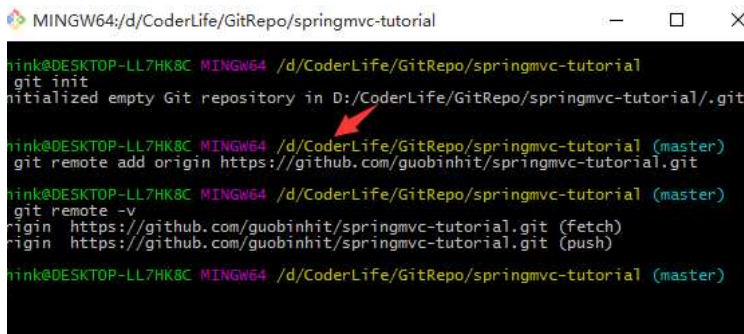 MINGW64:/d/CoderLife/GitRepo/springmvc-tutorial
hink@DESKTOP-LL7HK8C MINGW64 /d/CoderLife/GitRepo/springmvc-tutorial
git init
nitialized empty Git repository in D:/CoderLife/GitRepo/springmvc-tutorial/.git
hink@DESKTOP-LL7HK8C MINGW64 /d/CoderLife/GitRepo/springmvc-tutorial (master)
git remote add origin https://github.com/guobinhit/springmvc-tutorial.git
hink@DESKTOP-LL7HK8C MINGW64 /d/CoderLife/GitRepo/springmvc-tutorial (master)
git remote -v
rigin https://github.com/guobinhit/springmvc-tutorial.git (fetch)
rigin https://github.com/guobinhit/springmvc-tutorial.git (push)
hink@DESKTOP-LL7HK8C MINGW64 /d/CoderLife/GitRepo/springmvc-tutorial (master)